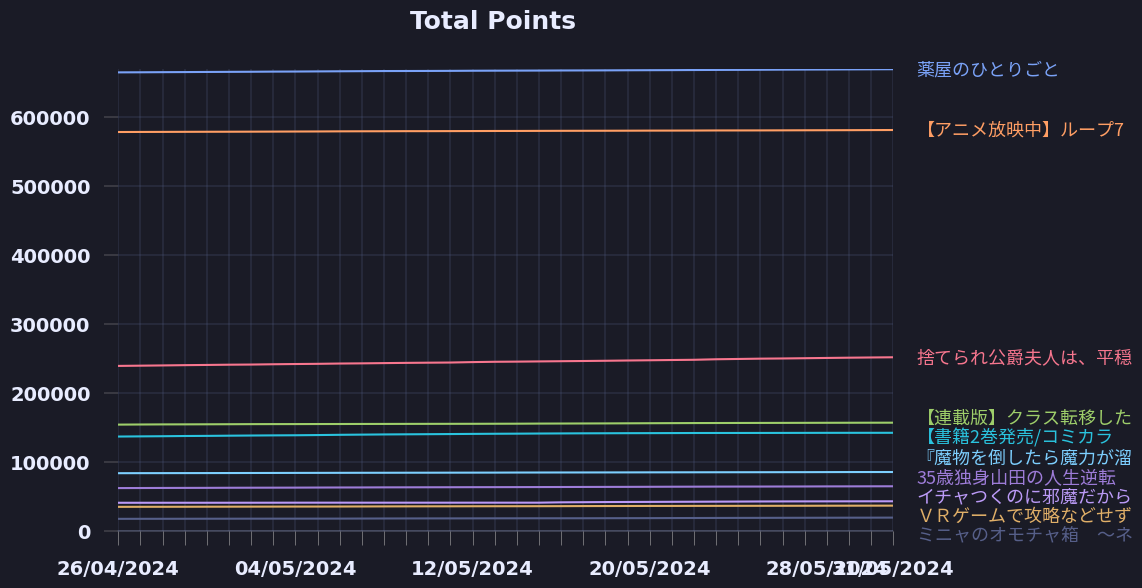 Total Points
薬屋のひとりごと
600000
【アニメ放映中】ループ7
500000
400000
300000
捨てられ公爵夫人は、平穏
200000
【連載版】クラス転移した
【書籍2巻発売/コミカラ
100000
『魔物を倒したら魔力が溜
35歳独身山田の人生逆転
イチャつくのに邪魔だから
ＶＲゲームで攻略などせず
0
ミニャのオモチャ箱　～ネ
26/04/2024 04/05/2024 12/05/2024 20/05/2024 28/05/2024 31/05/2024